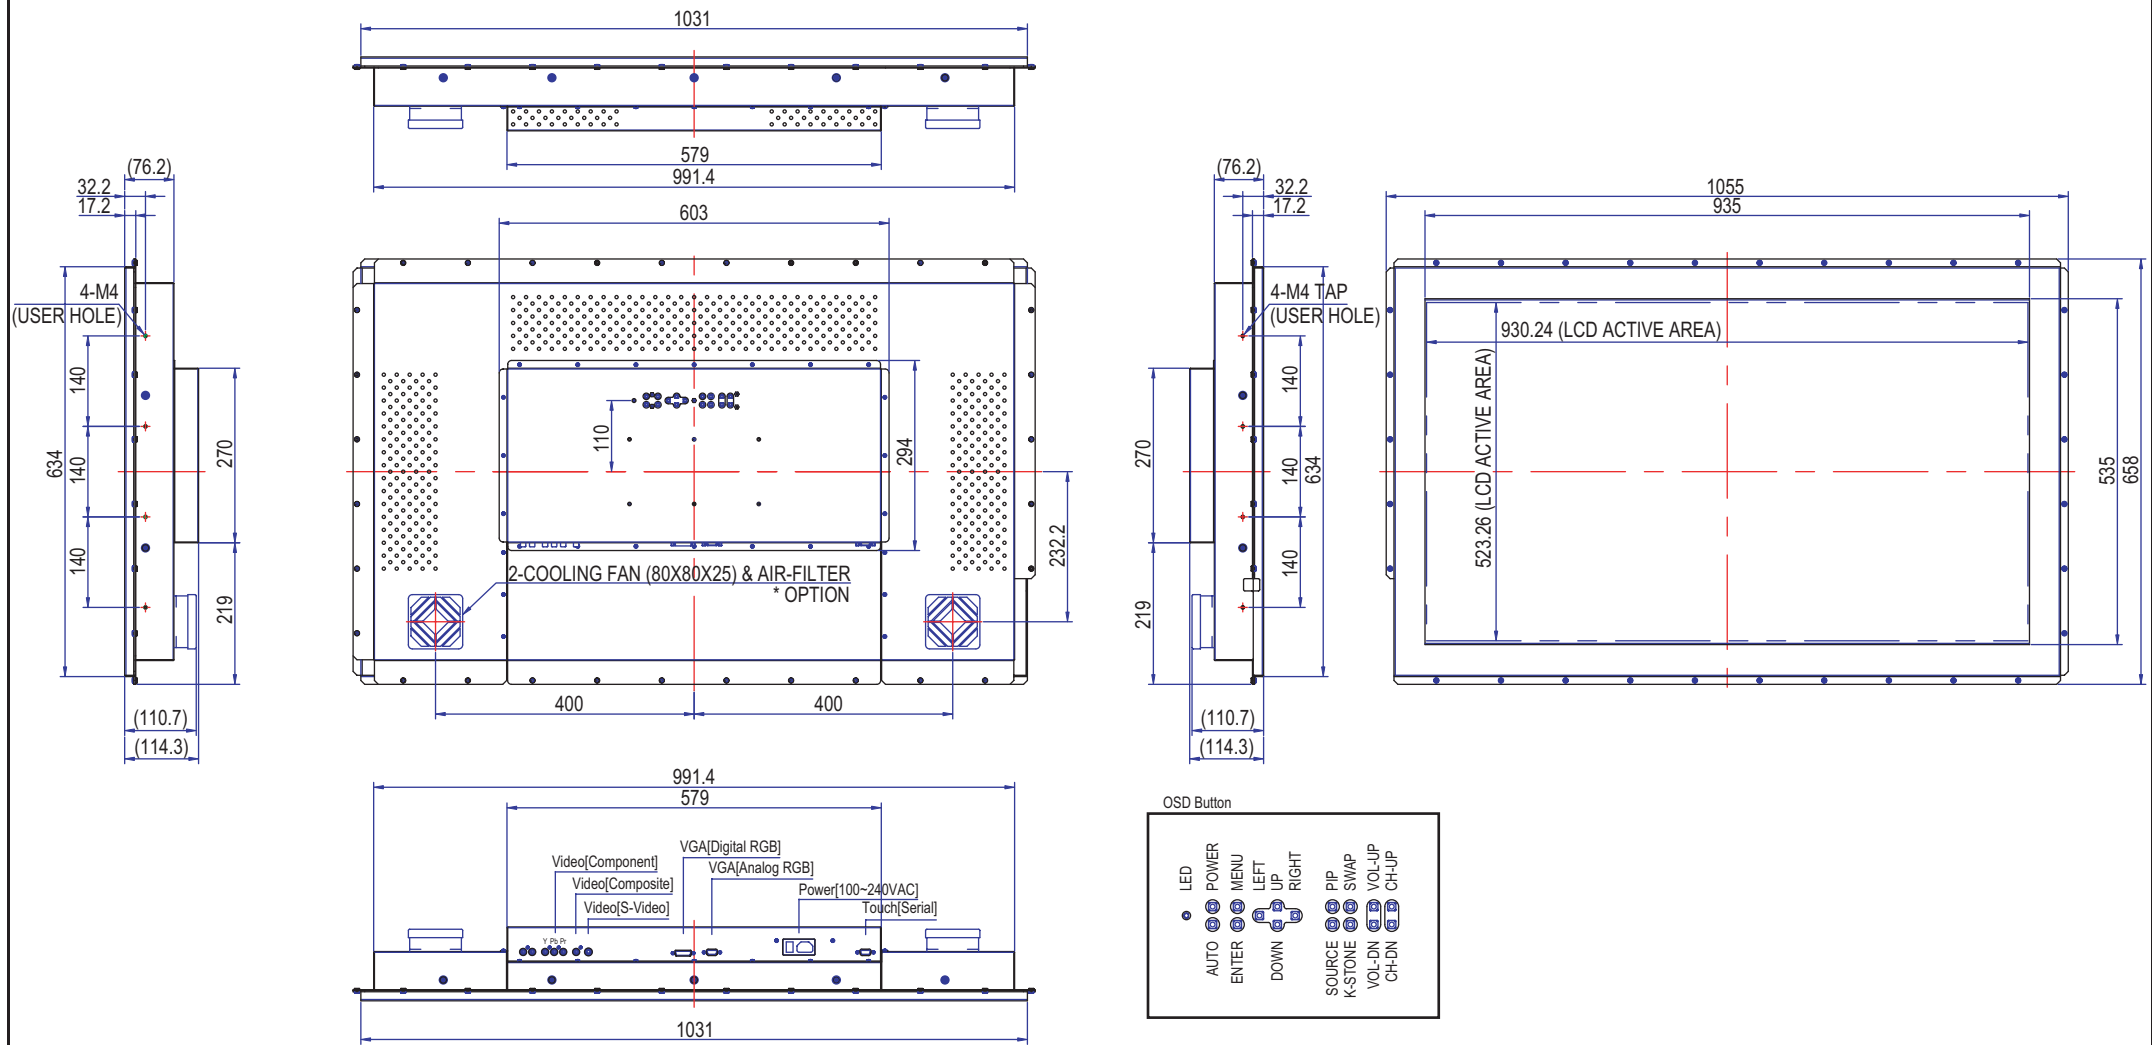 1031
579
991.4
(76.2)
32.2
17.2
4-M4
(USER HOLE)
140
140
140
634
270
219
(110.7)
(114.3)
603
110
294
232.2
2-COOLING FAN (80X80X25) & AIR-FILTER
* OPTION
400
400
(76.2)
32.2
17.2
4-M4 TAP
(USER HOLE)
140
140
140
634
270
219
(110.7)
(114.3)
1055
935
930.24 (LCD ACTIVE AREA)
523.26 (LCD ACTIVE AREA)
535
658
991.4
579
Video[Component]
Video[Composite]
Video[S-Video]
VGA[Digital RGB]
VGA[Analog RGB]
Power[100~240VAC]
Touch[Serial]
Y Pb Pr
1031
OSD Button
LED
POWER
MENU
LEFT
UP
RIGHT
PIP
SWAP
VOL-UP
CH-UP
AUTO
ENTER
DOWN
SOURCE
K-STONE
VOL-DN
CH-DN